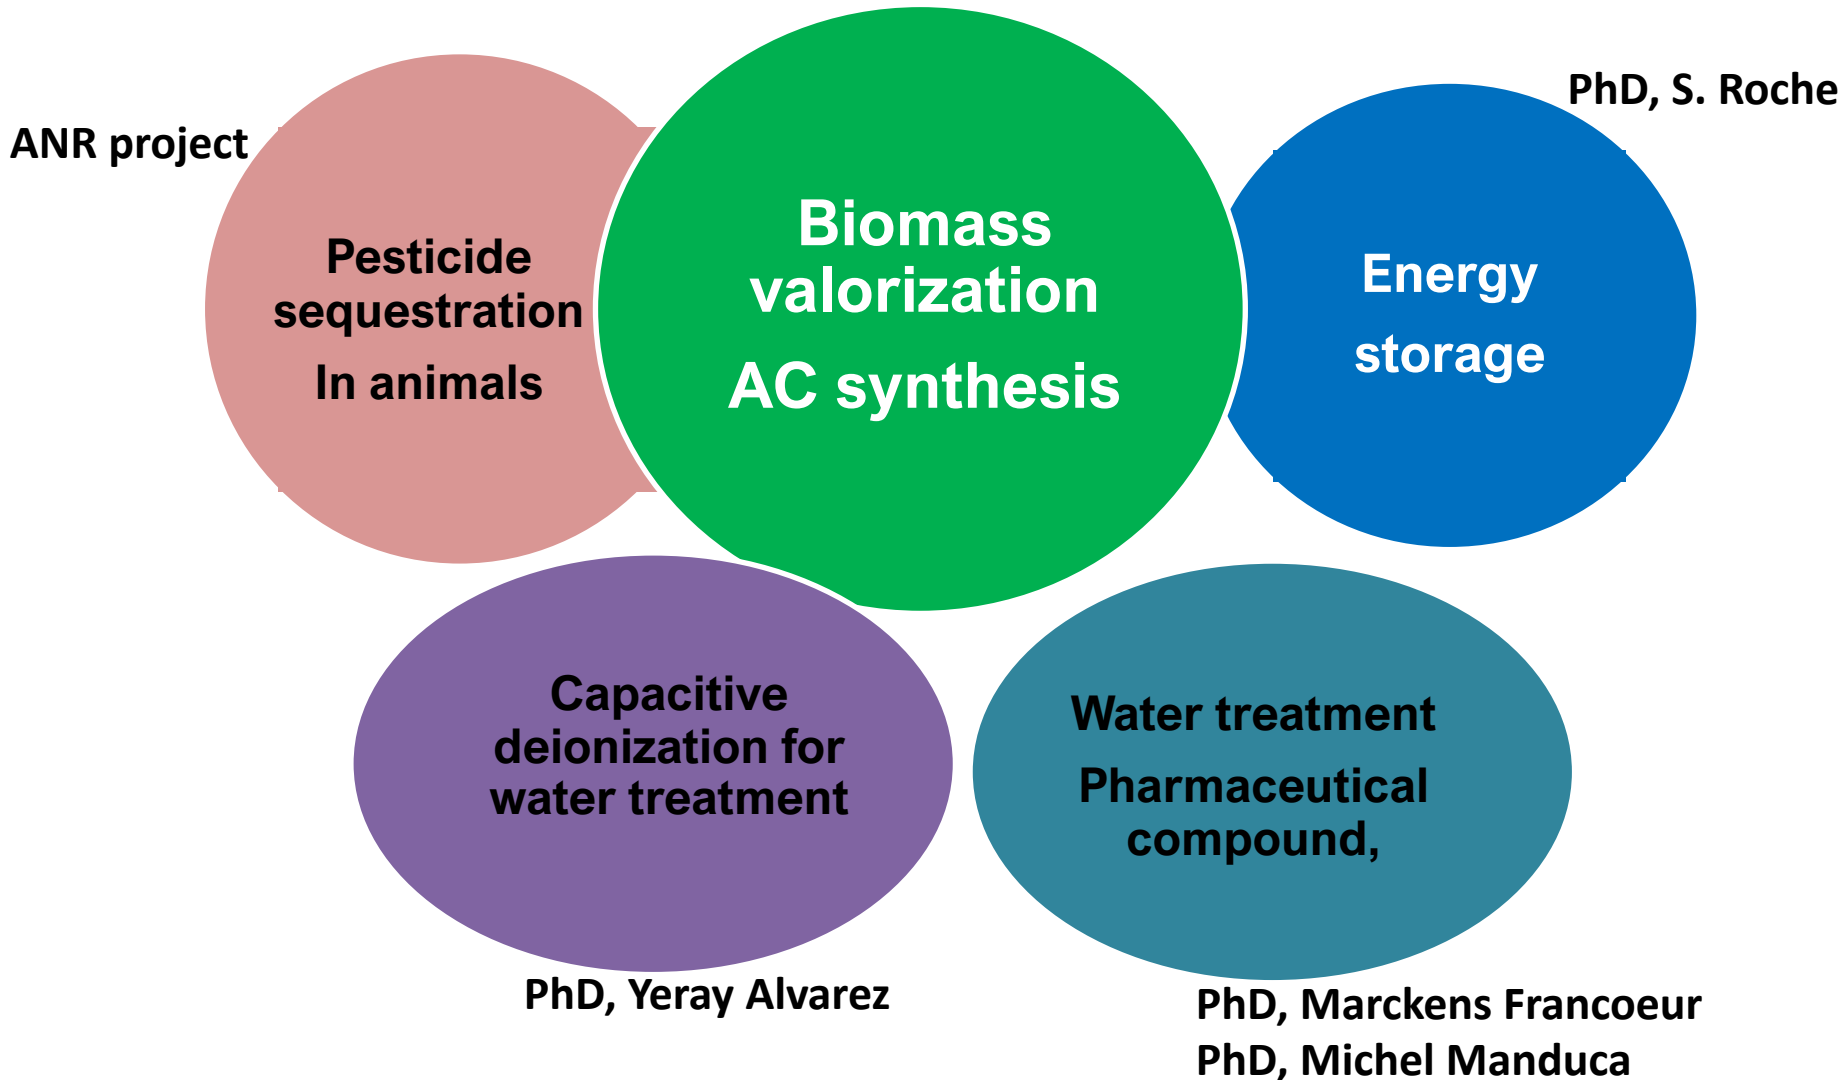 ANR project
Pesticide
sequestration
In animals
Biomass
valorization
AC synthesis
PhD, S. Roche
Energy
storage
Capacitive
deionization for
water treatment
PhD, Yeray Alvarez
Water treatment
Pharmaceutical
compound,
PhD, Marckens Francoeur
PhD, Michel Manduca